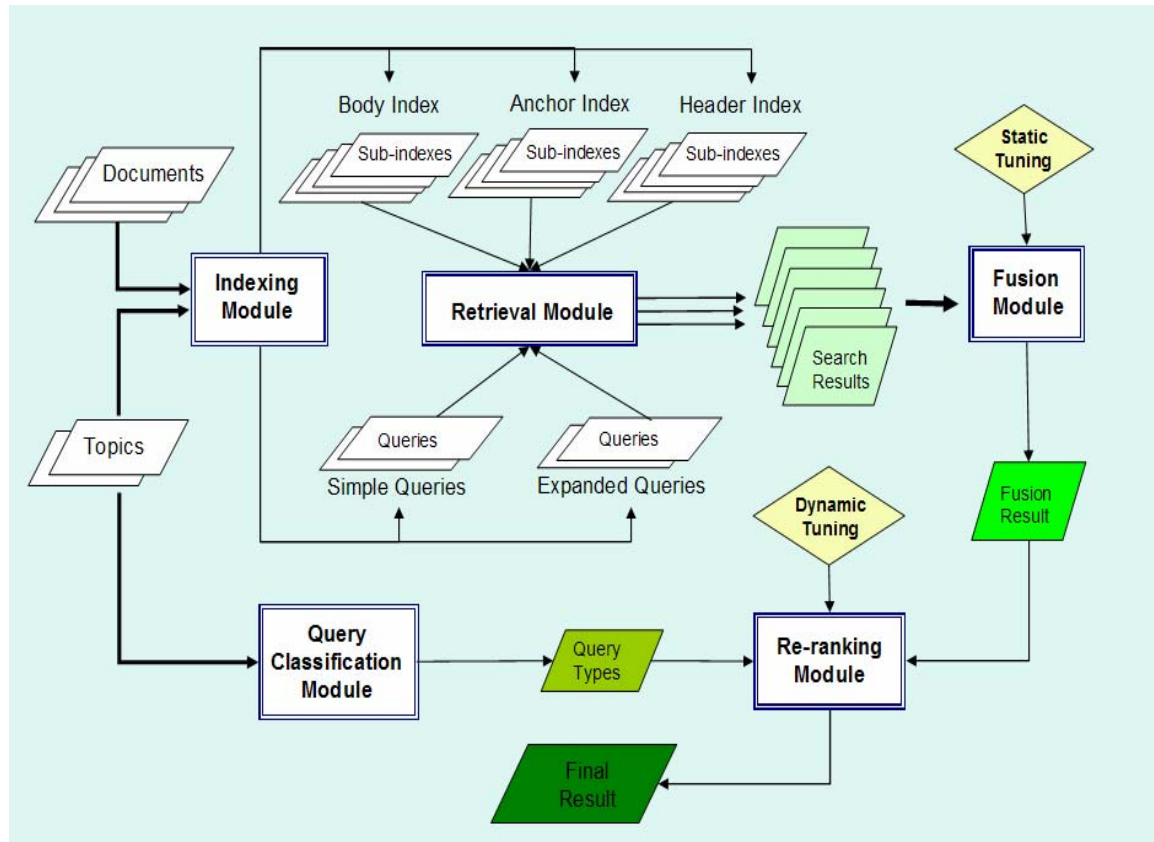 Body Index
Anchor Index
Header Index
Sub-indexes
Sub-indexes
Sub-indexes
Static
Tuning
Documents
Indexing
Module
Retrieval Module
Search
Results
Fusion
Module
Topics
Queries
Queries
Simple Queries
Expanded Queries
Dynamic
Tuning
Fusion
Result
Query
Classification
Module
Query
Types
Re-ranking
Module
Final
Result